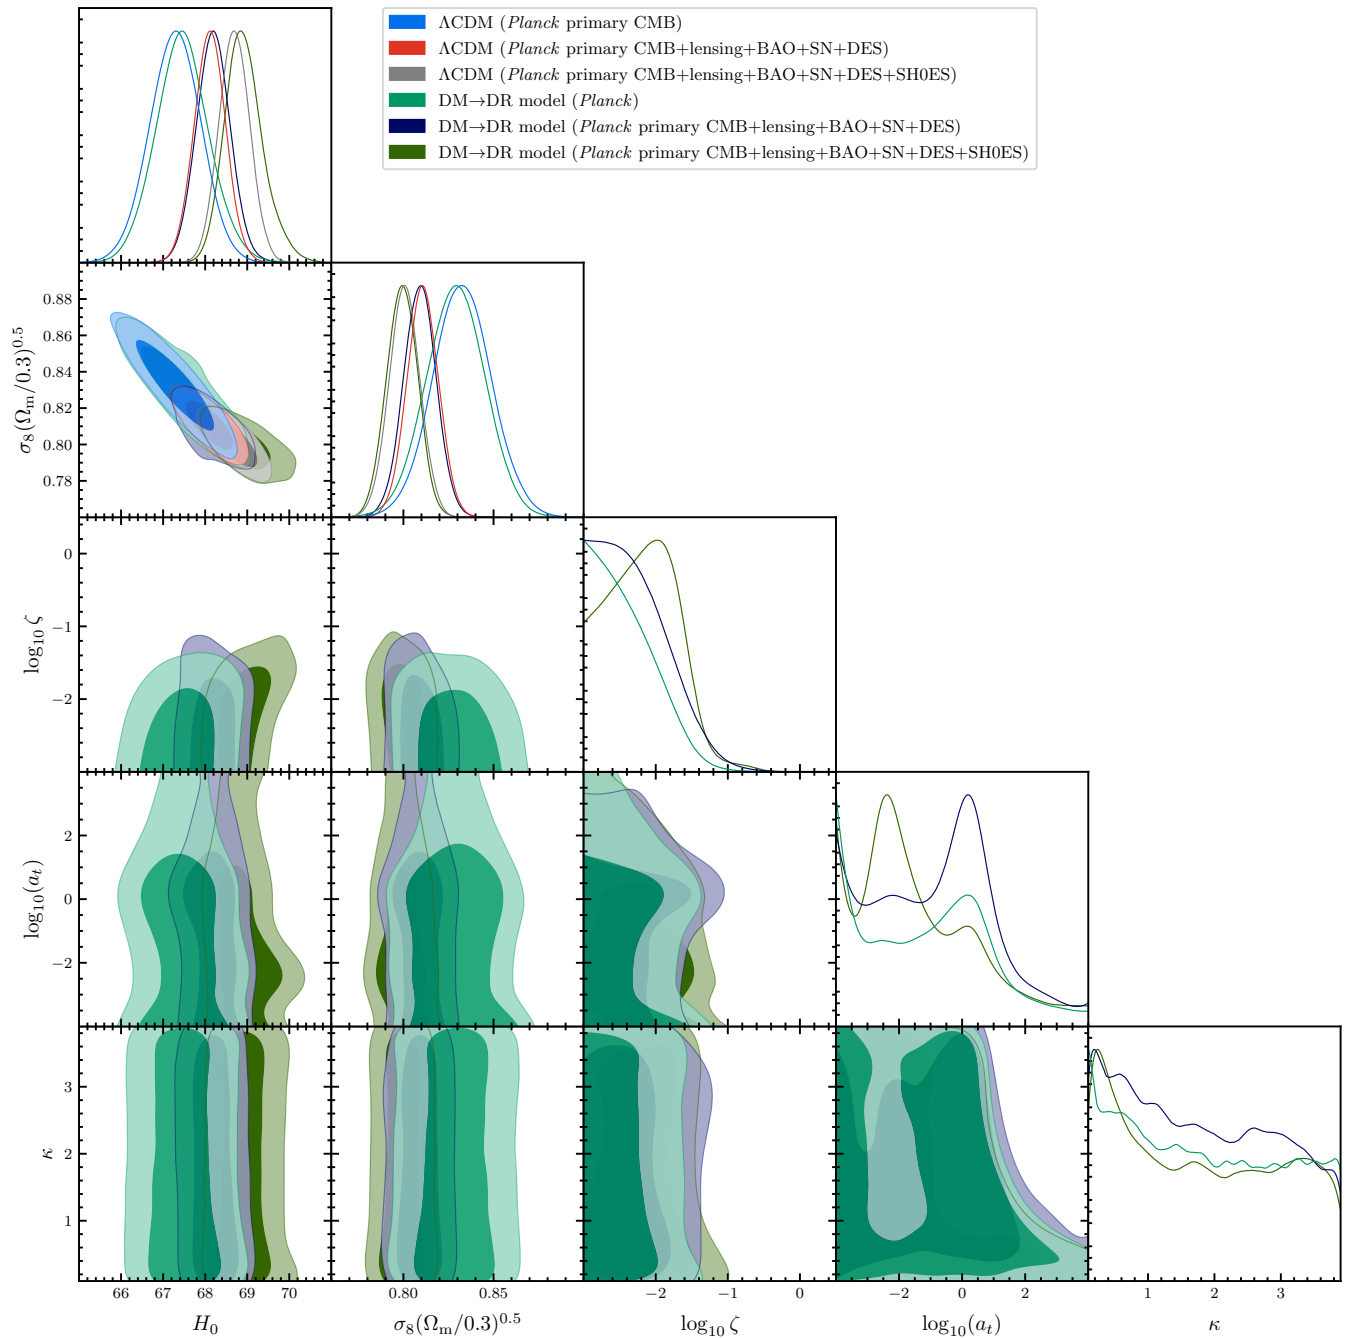 ΛCDM (Planck primary CMB)
ΛCDM (Planck primary CMB+lensing+BAO+SN+DES)
ΛCDM (Planck primary CMB+lensing+BAO+SN+DES+SH0ES)
DM→DR model (Planck)
DM→DR model (Planck primary CMB+lensing+BAO+SN+DES)
DM→DR model (Planck primary CMB+lensing+BAO+SN+DES+SH0ES)
0.88
0.86
0.84
0.82
0.80
0.78
σ₈(Ωₘ/0.3)⁰·⁵
0
−1
−2
log₁₀ ζ
2
0
−2
log₁₀(aₜ)
3
2
1
κ
66 67 68 69 70
0.80 0.85
−2 −1 0
−2 0 2
1 2 3
H₀
σ₈(Ωₘ/0.3)⁰·⁵
log₁₀ ζ
log₁₀(aₜ)
κ